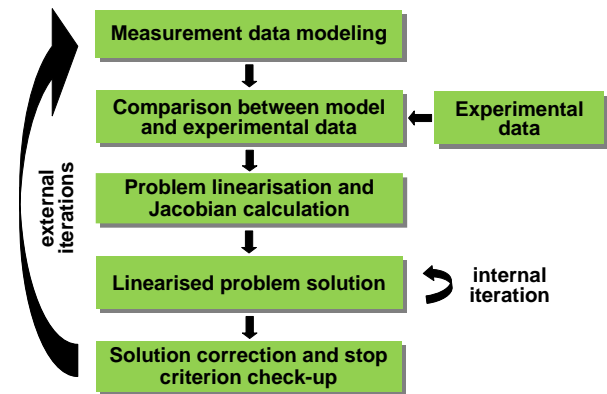 Measurement data modeling
Comparison between model
and experimental data
Experimental
data
Problem linearisation and
Jacobian calculation
external
iterations
Linearised problem solution
internal
iteration
Solution correction and stop
criterion check-up